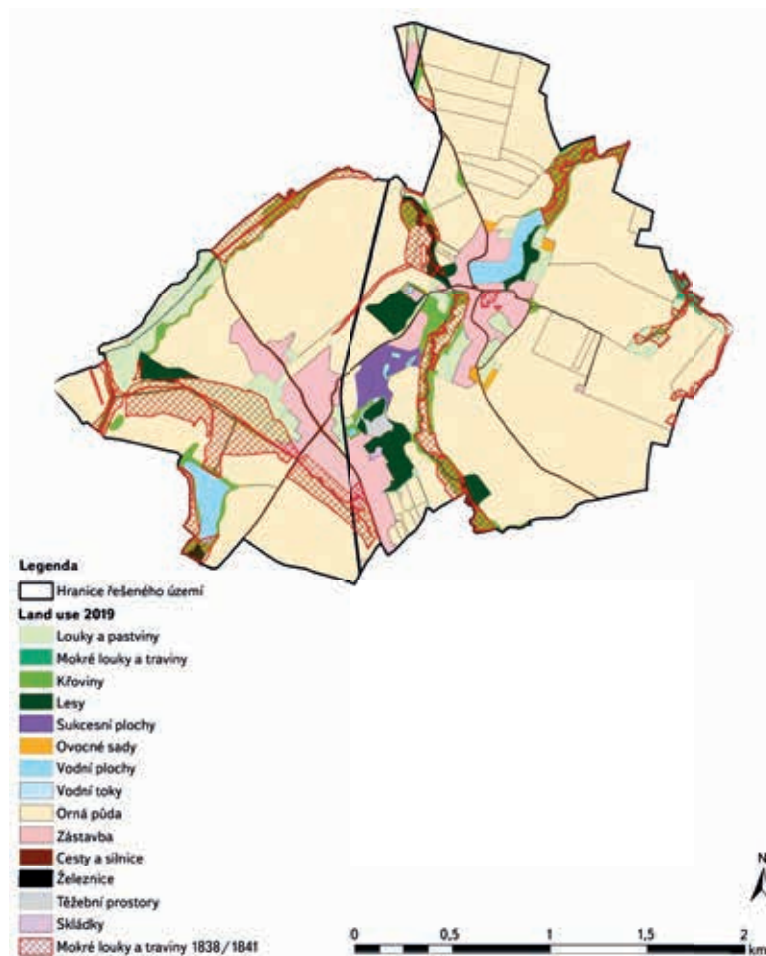 Legenda
Hranice řešeného území
Land use 2019
Louky a pastviny
Mokré louky a traviny
Křoviny
Lesy
Sukcesní plochy
Ovocné sady
Vodní plochy
Vodní toky
Orná půda
Zástavba
Cesty a silnice
Železnice
Těžební prostory
Skládky
Mokré louky a traviny 1838/1841
N
0 0,5 1 1,5 2
km